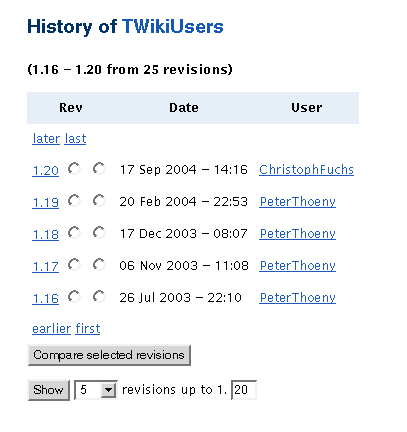 History of TWikiUsers
(1.16 – 1.20 from 25 revisions)
Rev Date User
later last
1.20 17 Sep 2004 – 14:16 ChristophFuchs
1.19 20 Feb 2004 – 22:53 PeterThoeny
1.18 17 Dec 2003 – 08:07 PeterThoeny
1.17 06 Nov 2003 – 11:08 PeterThoeny
1.16 26 Jul 2003 – 22:10 PeterThoeny
earlier first
Compare selected revisions
Show 5 revisions up to 1. 20